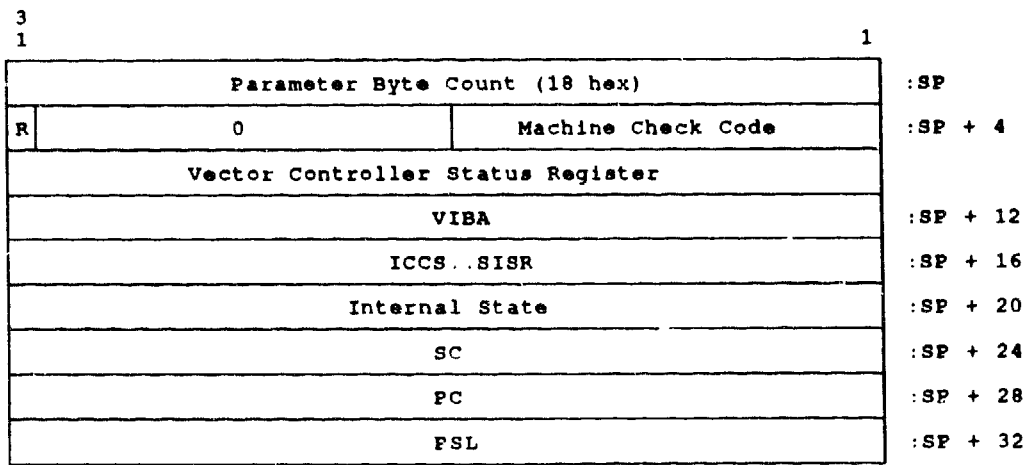 3
1 1
Parameter Byte Count (18 hex) :SP
R 0 Machine Check Code :SP + 4
Vector Controller Status Register
VIBA :SP + 12
ICCS..SISR :SP + 16
Internal State :SP + 20
SC :SP + 24
PC :SP + 28
PSL :SP + 32